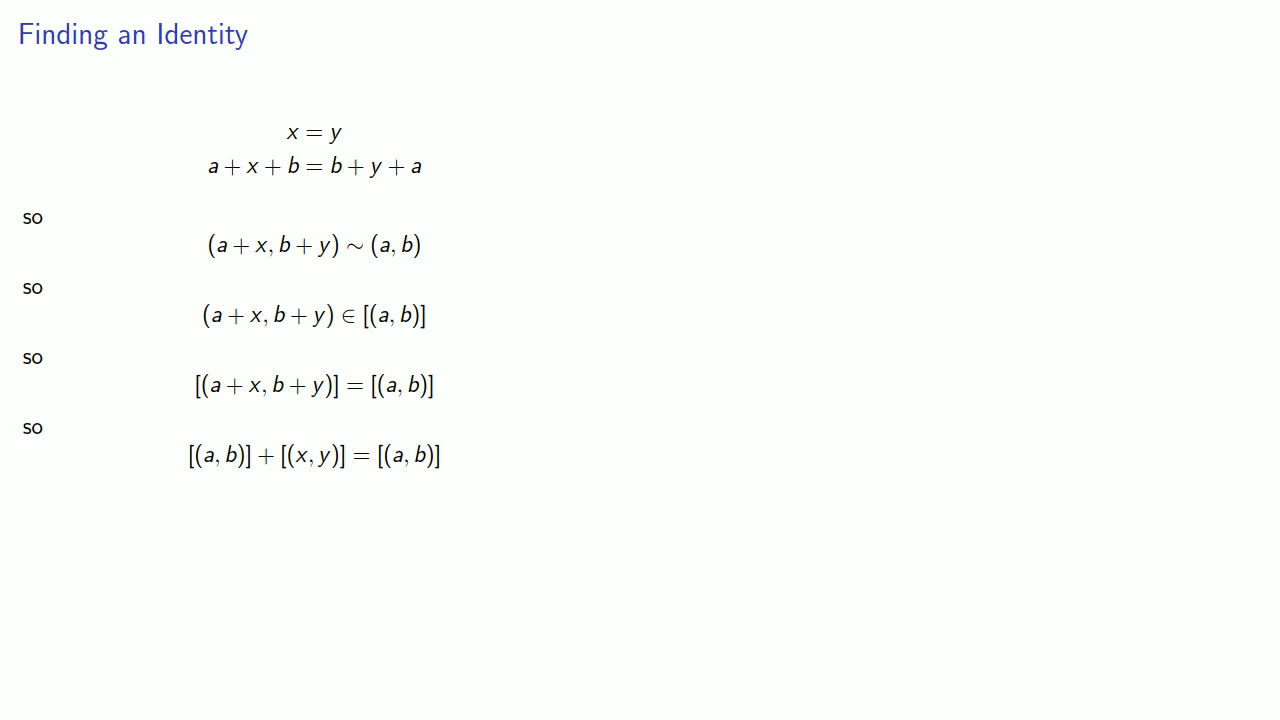 Finding an Identity
x = y
a + x + b = b + y + a
so
(a + x, b + y) ∼ (a, b)
so
(a + x, b + y) ∈ [(a, b)]
so
[(a + x, b + y)] = [(a, b)]
so
[(a, b)] + [(x, y)] = [(a, b)]